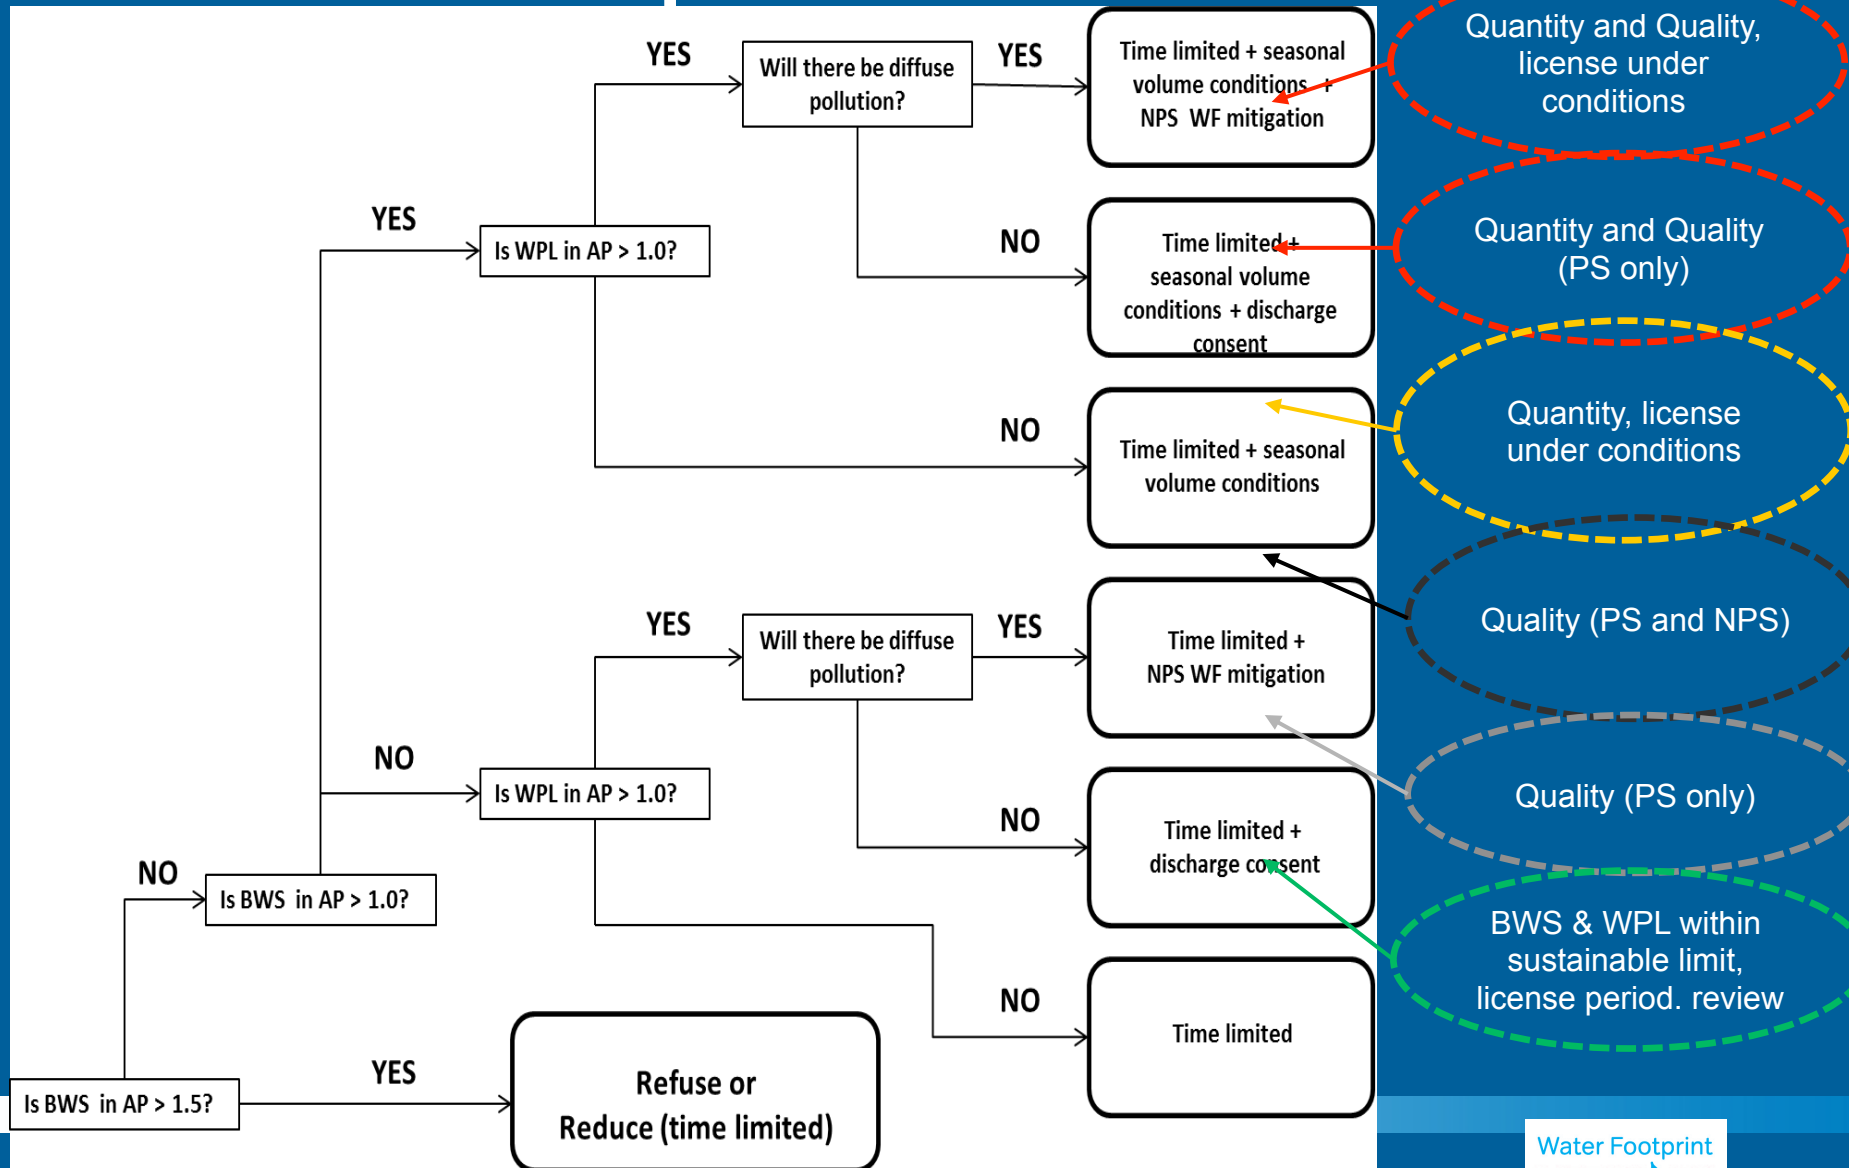 YES
Will there be diffuse
pollution?
YES
Time limited + seasonal
volume conditions +
NPS WF mitigation
Quantity and Quality,
license under
conditions
YES
Is WPL in AP > 1.0?
NO
Time limited +
seasonal volume
conditions + discharge
consent
Quantity and Quality
(PS only)
NO
Time limited + seasonal
volume conditions
Quantity, license
under conditions
YES
Will there be diffuse
pollution?
YES
Time limited +
NPS WF mitigation
Quality (PS and NPS)
NO
Is WPL in AP > 1.0?
NO
Time limited +
discharge consent
Quality (PS only)
NO
Is BWS in AP > 1.0?
NO
Time limited
BWS & WPL within
sustainable limit,
license period. review
Is BWS in AP > 1.5?
YES
Refuse or
Reduce (time limited)
Water Footprint